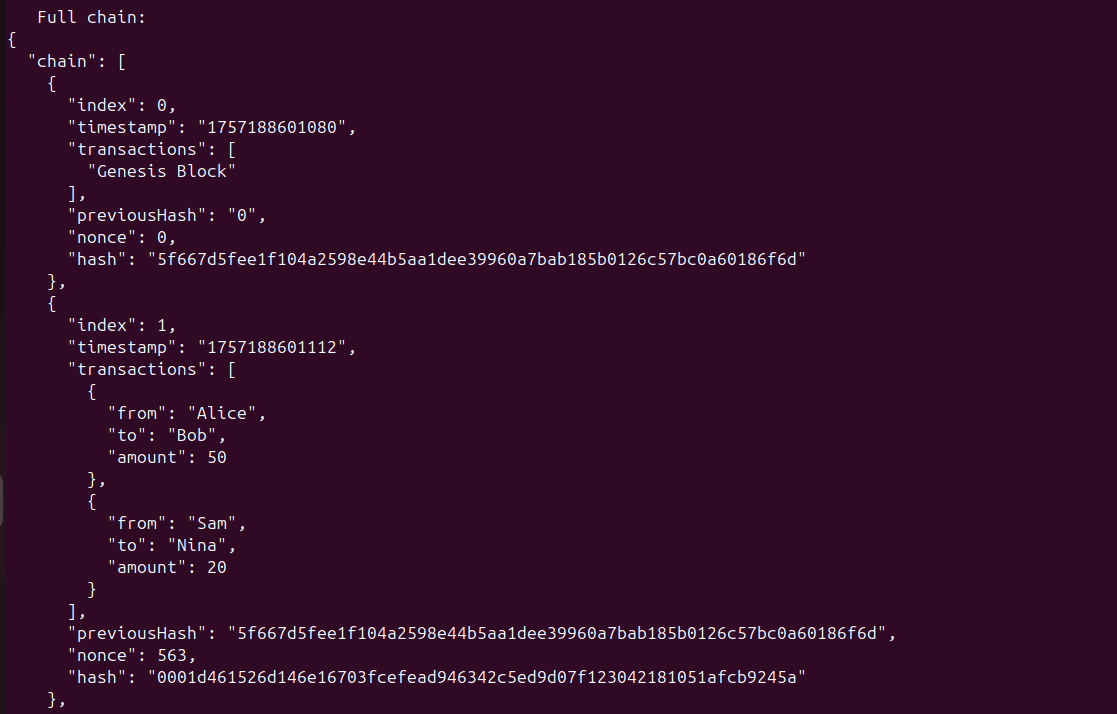 Full chain:
{
"chain": [
{
"index": 0,
"timestamp": "1757188601080",
"transactions": [
"Genesis Block"
],
"previousHash": "0",
"nonce": 0,
"hash": "5f667d5fee1f104a2598e44b5aa1dee39960a7bab185b0126c57bc0a60186f6d"
},
{
"index": 1,
"timestamp": "1757188601112",
"transactions": [
{
"from": "Alice",
"to": "Bob",
"amount": 50
},
{
"from": "Sam",
"to": "Nina",
"amount": 20
}
],
"previousHash": "5f667d5fee1f104a2598e44b5aa1dee39960a7bab185b0126c57bc0a60186f6d",
"nonce": 563,
"hash": "0001d461526d146e16703fcefead946342c5ed9d07f123042181051afcb9245a"
},